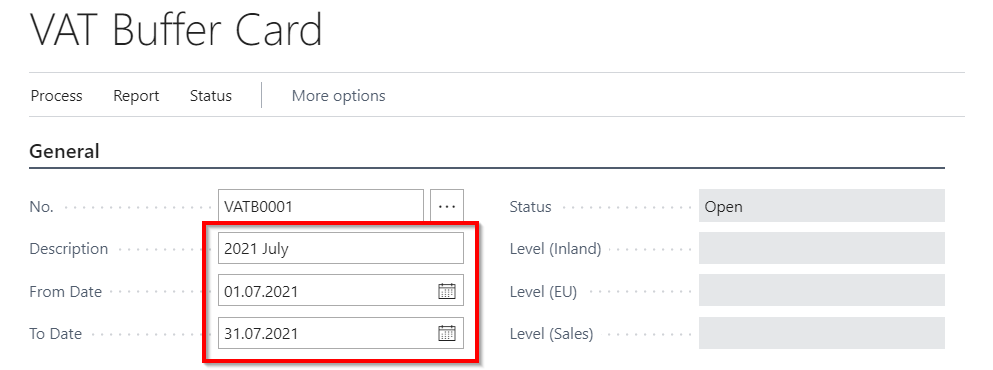 VAT Buffer Card
Process Report Status More options
General
No. VATB0001 ... Status Open
Description 2021 July Level (Inland)
From Date 01.07.2021 Level (EU)
To Date 31.07.2021 Level (Sales)